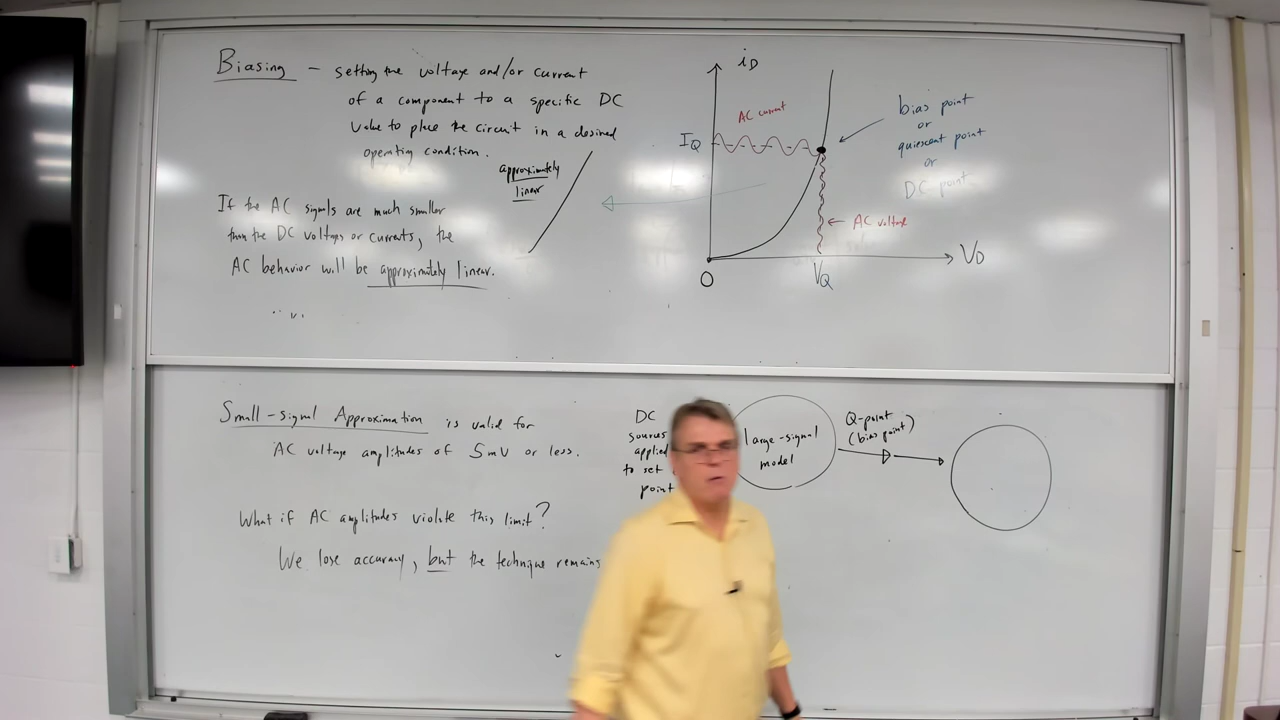 Biasing - setting the voltage and/or current
of a component to a specific DC
value to place the circuit in a desired
operating condition.
approximately
linear
If the AC signals are much smaller
than the DC voltages or currents, the
AC behavior will be approximately linear.
iD
AC current
IQ
bias point
or
quiescent point
or
DC point
AC voltage
0
VQ
VD
Small-signal Approximation is valid for
AC voltage amplitudes of 5mV or less.
What if AC amplitudes violate this limit?
We lose accuracy, but the technique remains
DC
sources
applied
to set
point
large-signal
model
Q-point
(bias point)